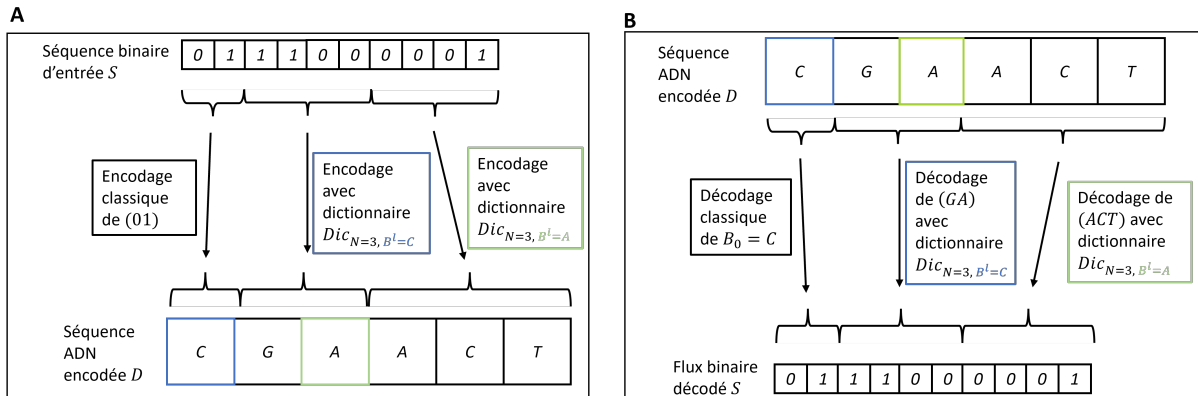 A
Séquence binaire
d'entrée S
0 1 1 1 0 0 0 0 0 1
Encodage
classique
de (01)
Encodage
avec
dictionnaire
Dic_{N=3, B^l=C}
Encodage
avec
dictionnaire
Dic_{N=3, B^l=A}
Séquence
ADN
encodée D
C G A A C T
B
Séquence
ADN
encodée D
C G A A C T
Décodage
classique
de B_0 = C
Décodage
de (GA)
avec
dictionnaire
Dic_{N=3, B^l=C}
Décodage de
(ACT) avec
dictionnaire
Dic_{N=3, B^l=A}
Flux binaire
décodé S
0 1 1 1 0 0 0 0 0 1